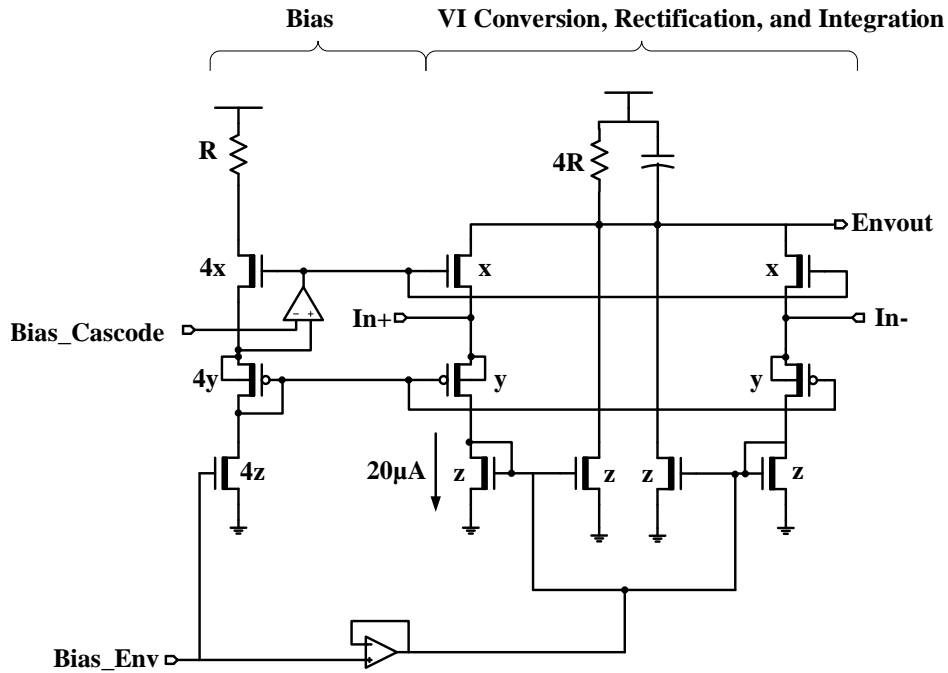 Bias VI Conversion, Rectification, and Integration
R 4R
Envout
4x x x
Bias_Cascode - + In+ In-
4y y y
4z 20µA z z z z
Bias_Env